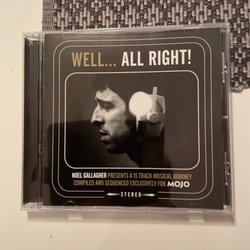 WELL... ALL RIGHT!
NOEL GALLAGHER PRESENTS A 15 TRACK MUSICAL JOURNEY
COMPILED AND SEQUENCED EXCLUSIVELY FOR MOJO
STEREO